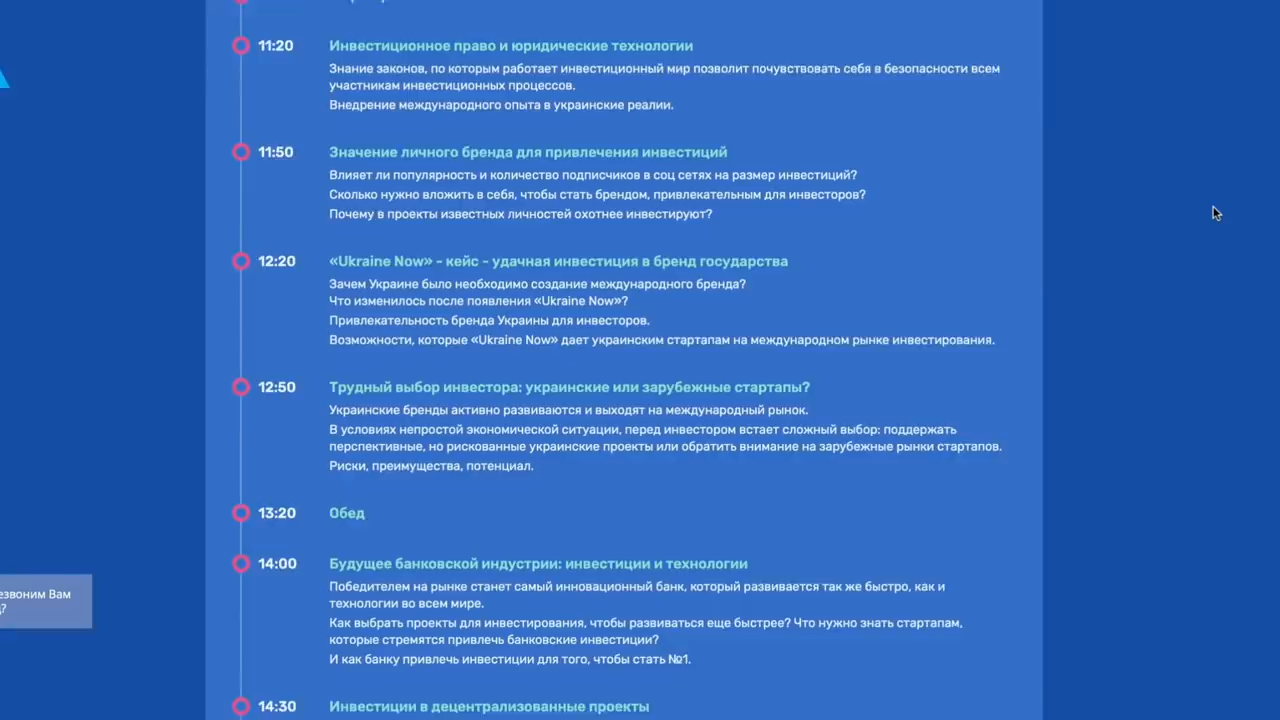 11:20 Инвестиционное право и юридические технологии
Знание законов, по которым работает инвестиционный мир позволит почувствовать себя в безопасности всем
участникам инвестиционных процессов.
Внедрение международного опыта в украинские реалии.
11:50 Значение личного бренда для привлечения инвестиций
Влияет ли популярность и количество подписчиков в соц сетях на размер инвестиций?
Сколько нужно вложить в себя, чтобы стать брендом, привлекательным для инвесторов?
Почему в проекты известных личностей охотнее инвестируют?
12:20 «Ukraine Now» - кейс - удачная инвестиция в бренд государства
Зачем Украине было необходимо создание международного бренда?
Что изменилось после появления «Ukraine Now»?
Привлекательность бренда Украины для инвесторов.
Возможности, которые «Ukraine Now» дает украинским стартапам на международном рынке инвестирования.
12:50 Трудный выбор инвестора: украинские или зарубежные стартапы?
Украинские бренды активно развиваются и выходят на международный рынок.
В условиях непростой экономической ситуации, перед инвестором встает сложный выбор: поддержать
перспективные, но рискованные украинские проекты или обратить внимание на зарубежные рынки стартапов.
Риски, преимущества, потенциал.
13:20 Обед
14:00 Будущее банковской индустрии: инвестиции и технологии
Победителем на рынке станет самый инновационный банк, который развивается так же быстро, как и
технологии во всем мире.
Как выбрать проекты для инвестирования, чтобы развиваться еще быстрее? Что нужно знать стартапам,
которые стремятся привлечь банковские инвестиции?
И как банку привлечь инвестиции для того, чтобы стать №1.
14:30 Инвестиции в децентрализованные проекты
езвоним Вам